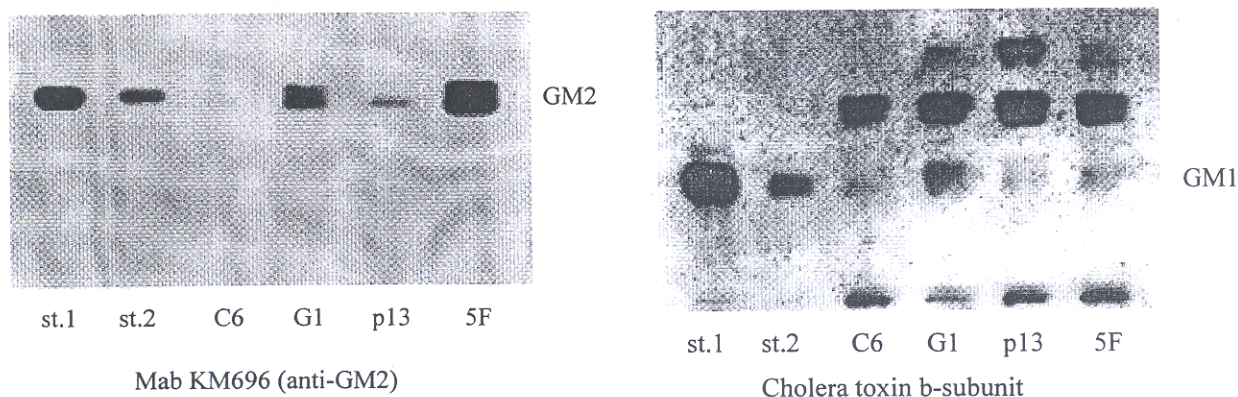 GM2
st.1 st.2 C6 G1 p13 5F
Mab KM696 (anti-GM2)
GM1
st.1 st.2 C6 G1 p13 5F
Cholera toxin b-subunit